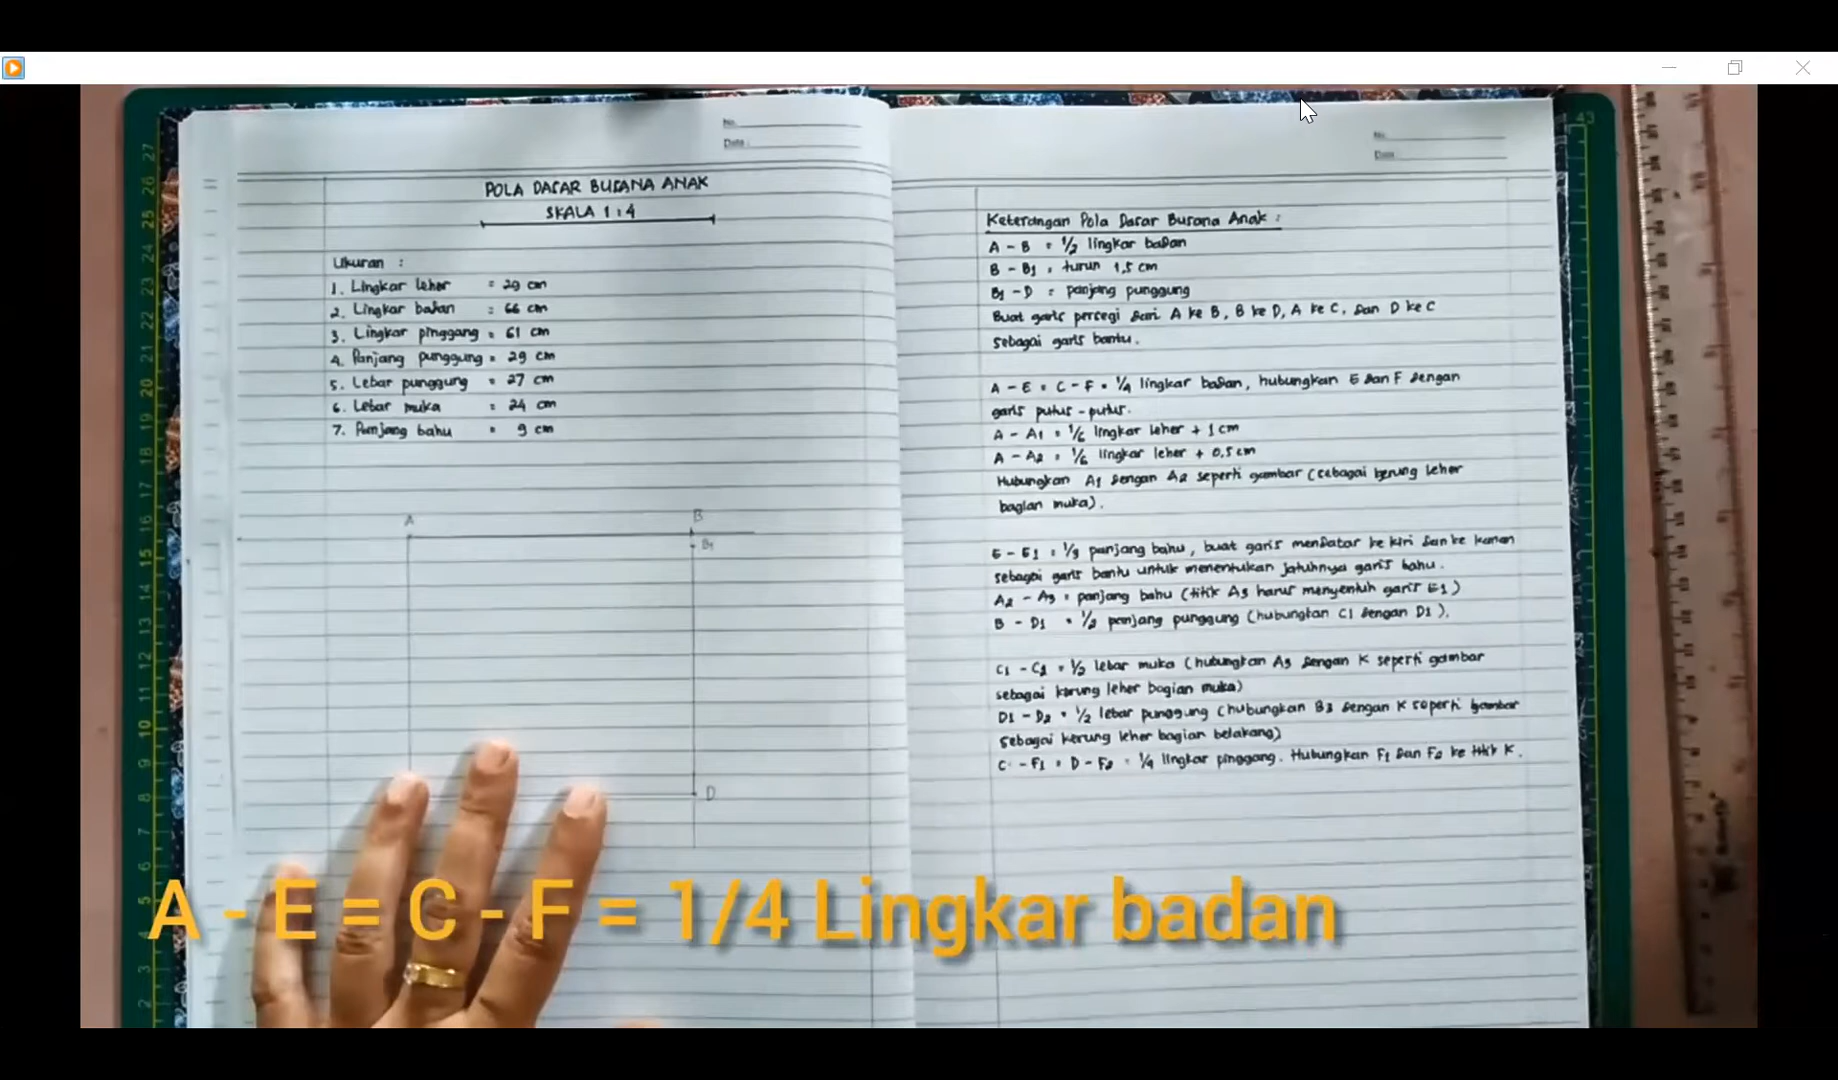 No.
Date :
POLA DASAR BUSANA ANAK
SKALA 1 : 4
Ukuran :
1. Lingkar leher = 29 cm
2. Lingkar badan = 66 cm
3. Lingkar pinggang = 61 cm
4. Panjang punggung = 29 cm
5. Lebar punggung = 27 cm
6. Lebar muka = 24 cm
7. Panjang bahu = 9 cm
A
B
B1
D
No.
Date
Keterangan Pola Dasar Busana Anak :
A - B = 1/2 lingkar badan
B - B1 = turun 1,5 cm
B1 - D = panjang punggung
Buat garis persegi dari A ke B, B ke D, A ke C, dan D ke C
sebagai garis bantu.
A - E = C - F = 1/4 lingkar badan, hubungkan E dan F dengan
garis putus - putus.
A - A1 = 1/6 lingkar leher + 1 cm
A - A2 = 1/6 lingkar leher + 0,5 cm
Hubungkan A1 dengan A2 seperti gambar (sebagai kerung leher
bagian muka).
E - E1 = 1/3 panjang bahu, buat garis mendatar ke kiri dan ke kanan
sebagai garis bantu untuk menentukan jatuhnya garis bahu.
A2 - A3 = panjang bahu (titik A3 harus menyentuh garis E1)
B - D1 = 1/2 panjang punggung (hubungkan C1 dengan D1).
C1 - C2 = 1/2 lebar muka (hubungkan A3 dengan K seperti gambar
sebagai kerung leher bagian muka)
D1 - D2 = 1/2 lebar punggung (hubungkan B3 dengan K seperti gambar
sebagai kerung leher bagian belakang)
C - F1 = D - F2 = 1/4 lingkar pinggang. Hubungkan F1 dan F2 ke titik K.
A - E = C - F = 1/4 Lingkar badan